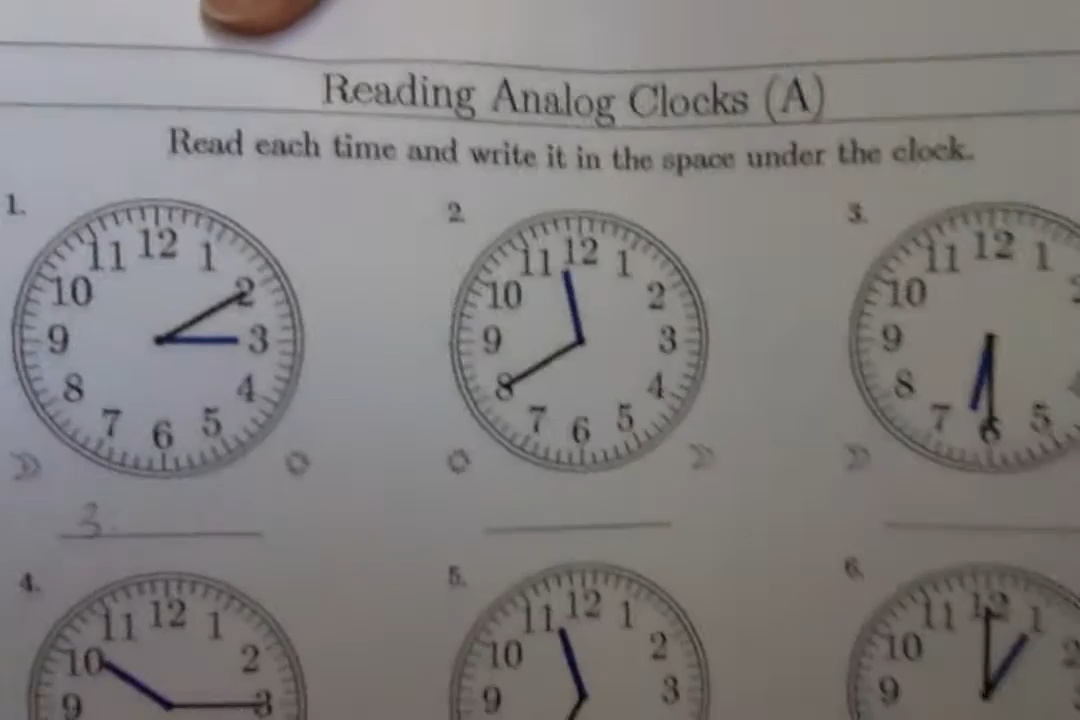 Reading Analog Clocks (A)
Read each time and write it in the space under the clock.
1.
2.
3.
11 12 1
10 2
9 3
8 4
7 6 5
11 12 1
10 2
9 3
8 4
7 6 5
11 12 1
10
9
8
7 6 5
3.
4.
5.
6.
11 12 1
10 2
9 3
11 12 1
10 2
9 3
11 12 1
10 2
9